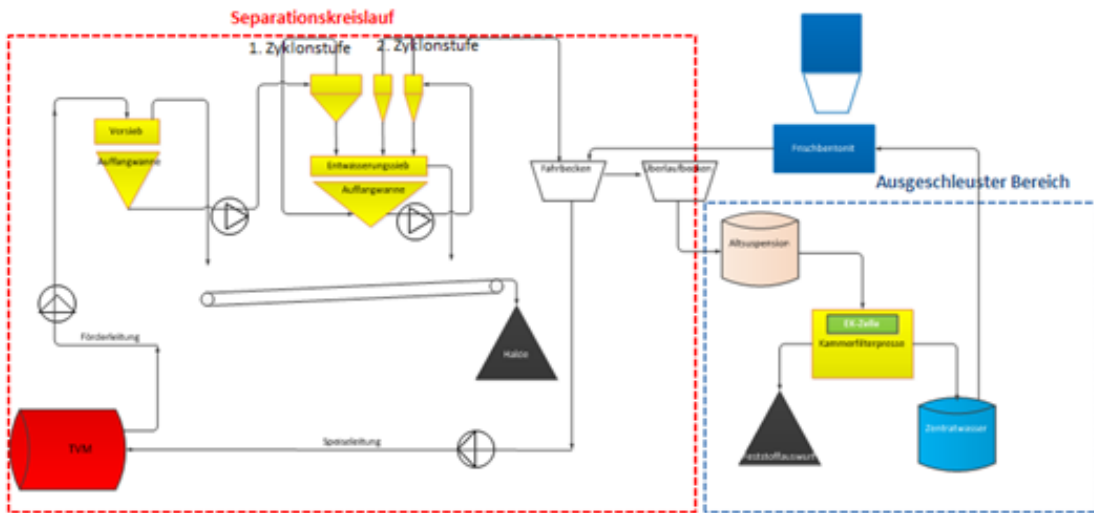 Separationskreislauf
1. Zyklonstufe
2. Zyklonstufe
Vorsieb
Auffangwanne
Entwässerungssieb
Auffangwanne
Fahrbecken
Überlaufbecken
Frischbentonit
Ausgeschleuster Bereich
Altsuspension
EK-Zelle
Kammerfilterpresse
Förderleitung
Halde
TVM
Speiseleitung
Feststoffauswurf
Zentratwasser